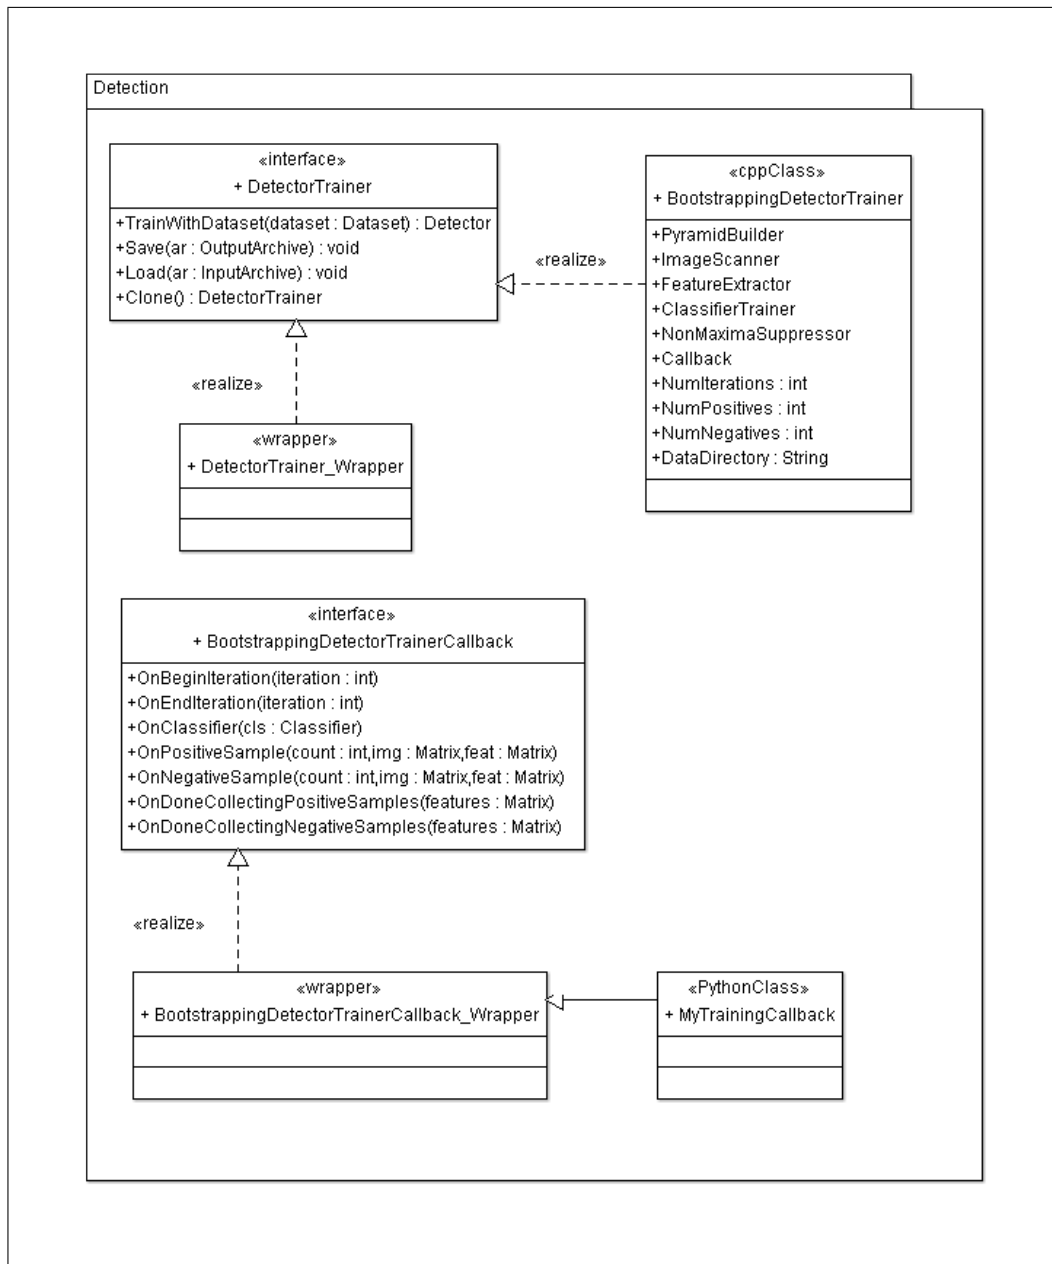 Detection
«interface»
+ DetectorTrainer
+TrainWithDataset(dataset : Dataset) : Detector
+Save(ar : OutputArchive) : void
+Load(ar : InputArchive) : void
+Clone() : DetectorTrainer
«realize»
«cppClass»
+ BootstrappingDetectorTrainer
+PyramidBuilder
+ImageScanner
+FeatureExtractor
+ClassifierTrainer
+NonMaximaSuppressor
+Callback
+NumIterations : int
+NumPositives : int
+NumNegatives : int
+DataDirectory : String
«realize»
«wrapper»
+ DetectorTrainer_Wrapper
«interface»
+ BootstrappingDetectorTrainerCallback
+OnBeginIteration(iteration : int)
+OnEndIteration(iteration : int)
+OnClassifier(cls : Classifier)
+OnPositiveSample(count : int,img : Matrix,feat : Matrix)
+OnNegativeSample(count : int,img : Matrix,feat : Matrix)
+OnDoneCollectingPositiveSamples(features : Matrix)
+OnDoneCollectingNegativeSamples(features : Matrix)
«realize»
«wrapper»
+ BootstrappingDetectorTrainerCallback_Wrapper
«PythonClass»
+ MyTrainingCallback